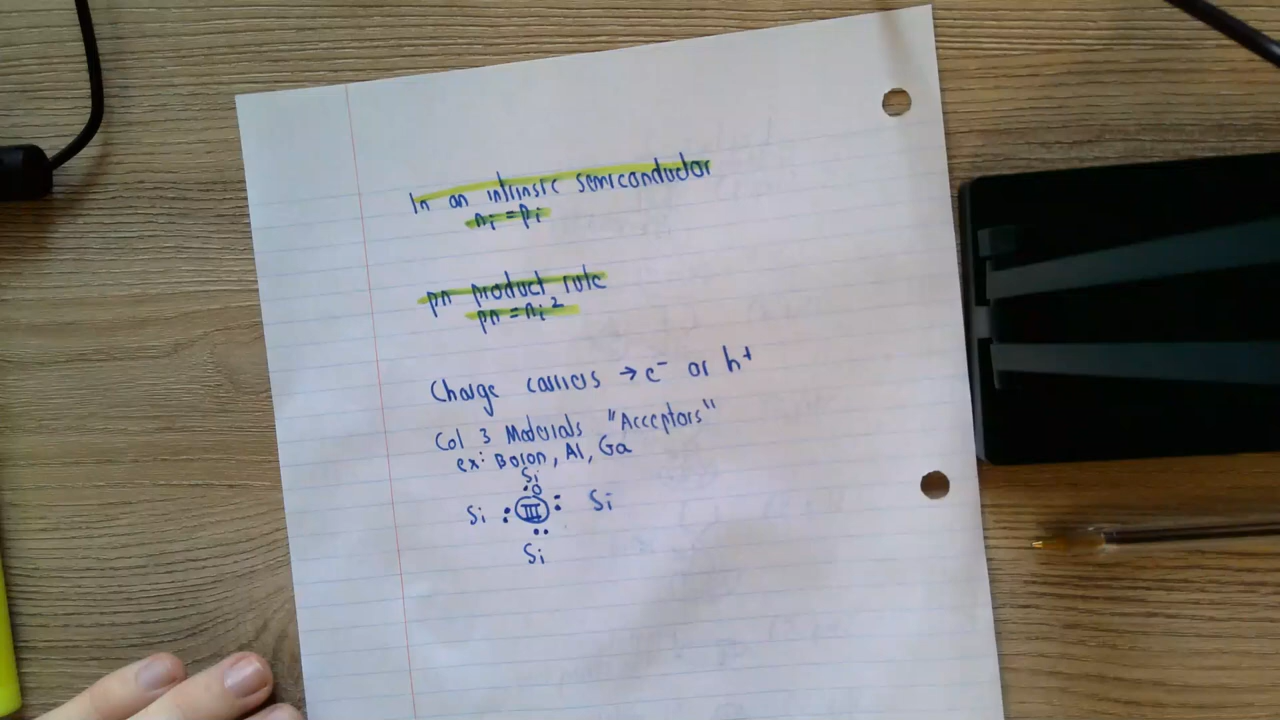 In an intrinsic semiconductor
nᵢ = pᵢ
pn product rule
pn = nᵢ²
Charge carriers → e⁻ or h⁺
Col 3 Materials "Acceptors"
ex: Boron, Al, Ga
Si
Si III Si
Si